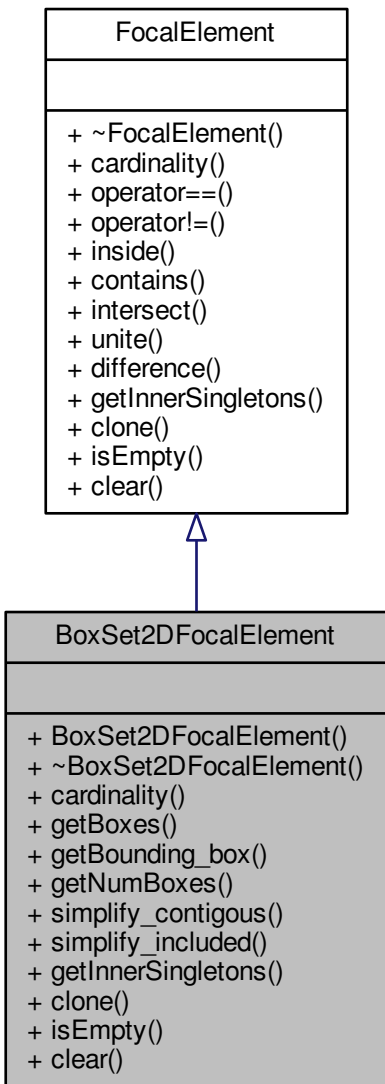 FocalElement
+ ~FocalElement()
+ cardinality()
+ operator==()
+ operator!=()
+ inside()
+ contains()
+ intersect()
+ unite()
+ difference()
+ getInnerSingletons()
+ clone()
+ isEmpty()
+ clear()
BoxSet2DFocalElement
+ BoxSet2DFocalElement()
+ ~BoxSet2DFocalElement()
+ cardinality()
+ getBoxes()
+ getBounding_box()
+ getNumBoxes()
+ simplify_contigous()
+ simplify_included()
+ getInnerSingletons()
+ clone()
+ isEmpty()
+ clear()